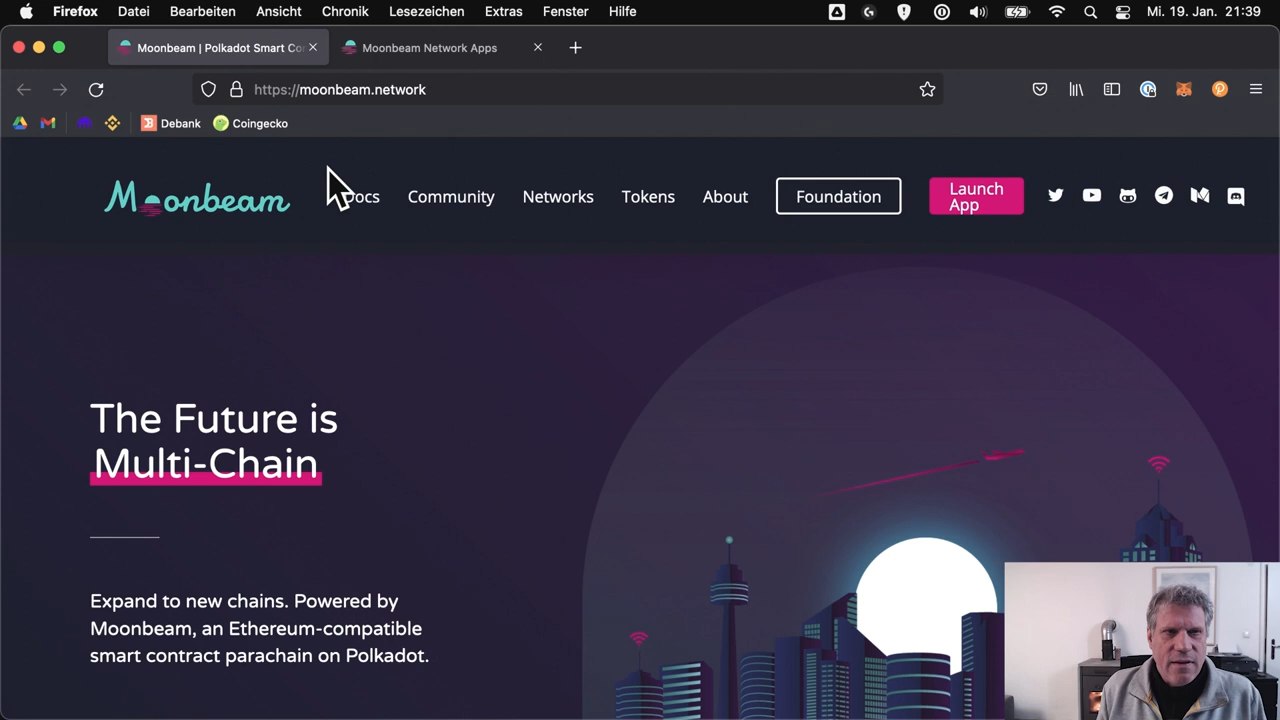 Firefox Datei Bearbeiten Ansicht Chronik Lesezeichen Extras Fenster Hilfe Mi. 19. Jan. 21:39
Moonbeam | Polkadot Smart Co Moonbeam Network Apps
https://moonbeam.network
Debank Coingecko
Moonbeam Docs Community Networks Tokens About Foundation Launch
App
The Future is
Multi-Chain
Expand to new chains. Powered by
Moonbeam, an Ethereum-compatible
smart contract parachain on Polkadot.